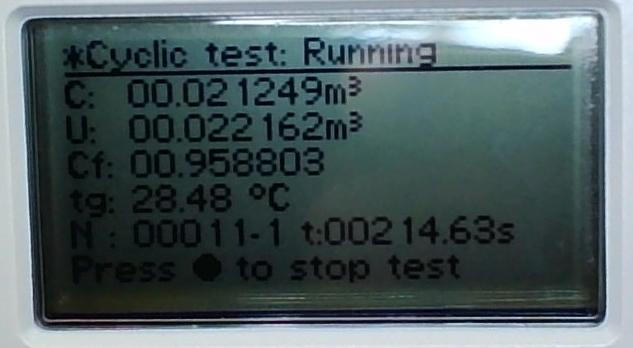 *Cyclic test: Running
C: 00.021249m³
U: 00.022162m³
Cf: 00.958803
tg: 28.48 °C
N : 00011-1 t:00214.63s
Press ● to stop test